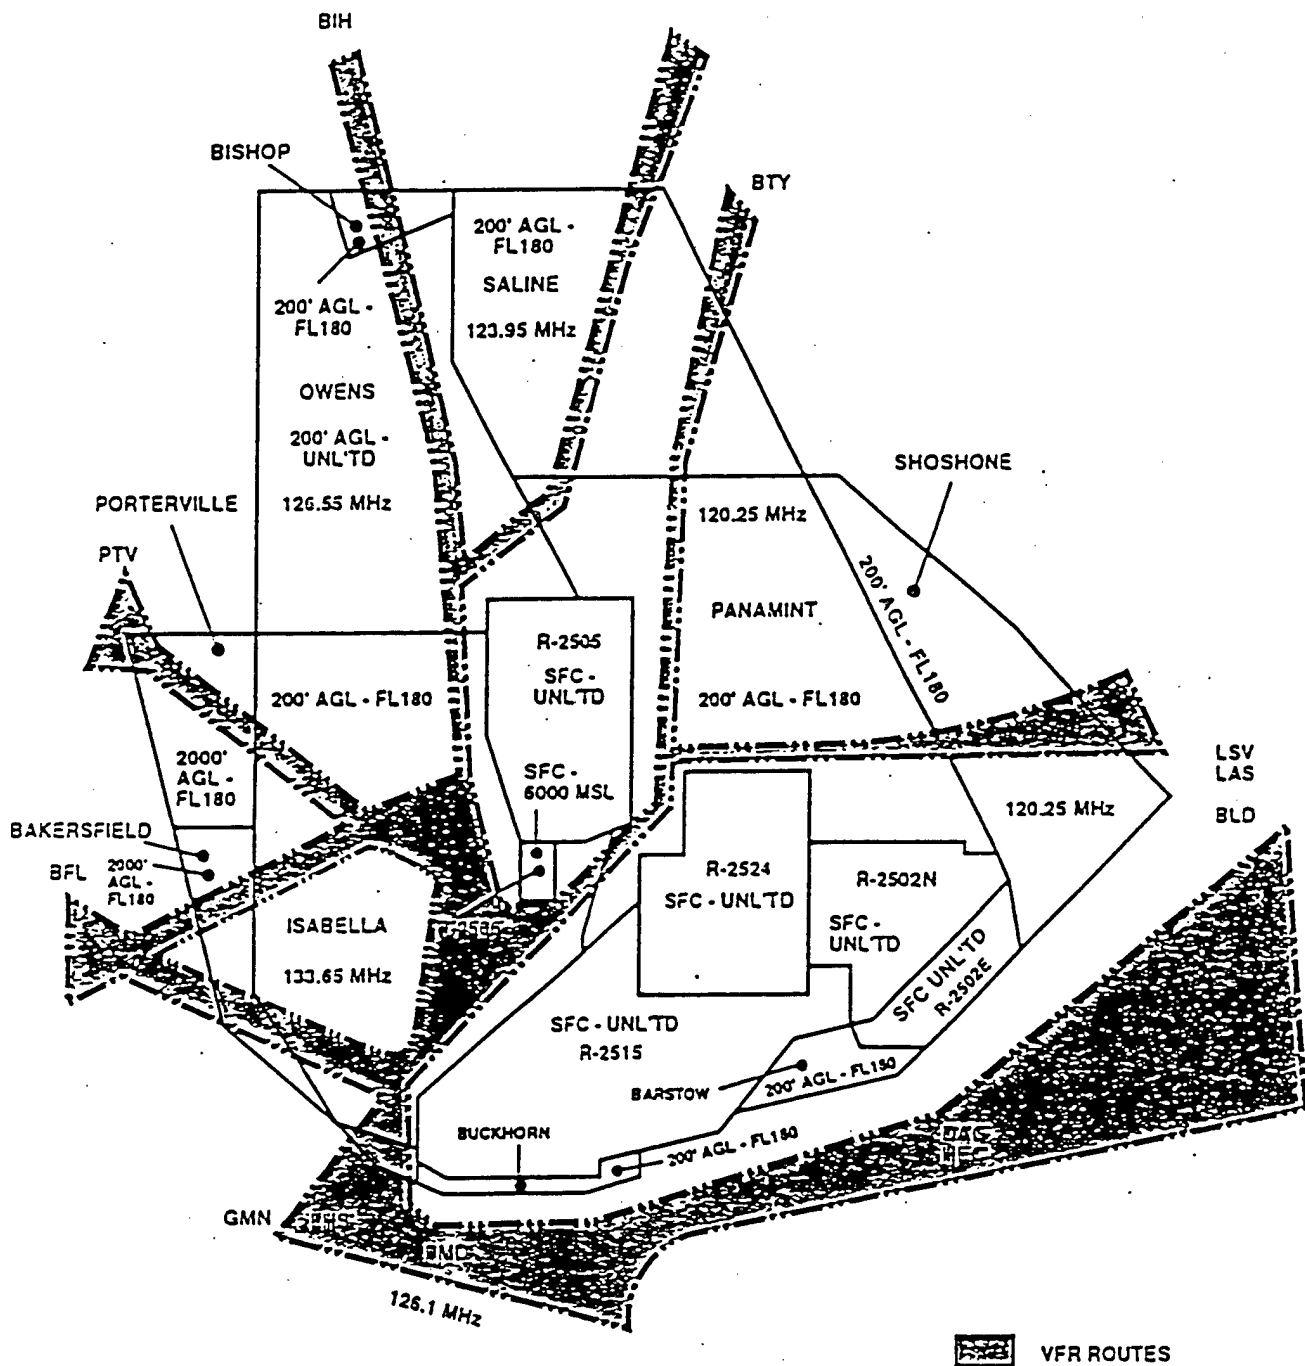 BIH
BISHOP
BTY
200' AGL -
FL180
SALINE
123.95 MHz
200' AGL -
FL180
OWENS
200' AGL -
UNL'TD
126.55 MHz
SHOSHONE
PORTERVILLE
PTV
120.25 MHz
200' AGL - FL180
PANAMINT
200' AGL - FL180
R-2505
SFC -
UNL'TD
200' AGL - FL180
2000'
AGL -
FL180
SFC -
6000 MSL
LSV
LAS
BLD
120.25 MHz
BAKERSFIELD
BFL
2000'
AGL -
FL180
R-2524
SFC - UNL'TD
R-2502N
SFC -
UNL'TD
SFC UNL'TD
R-2502E
ISABELLA
133.65 MHz
SFC - UNL'TD
R-2515
BARSTOW
200' AGL - FL180
BUCKHORN
200' AGL - FL180
GMN
PMD
126.1 MHz
VFR ROUTES